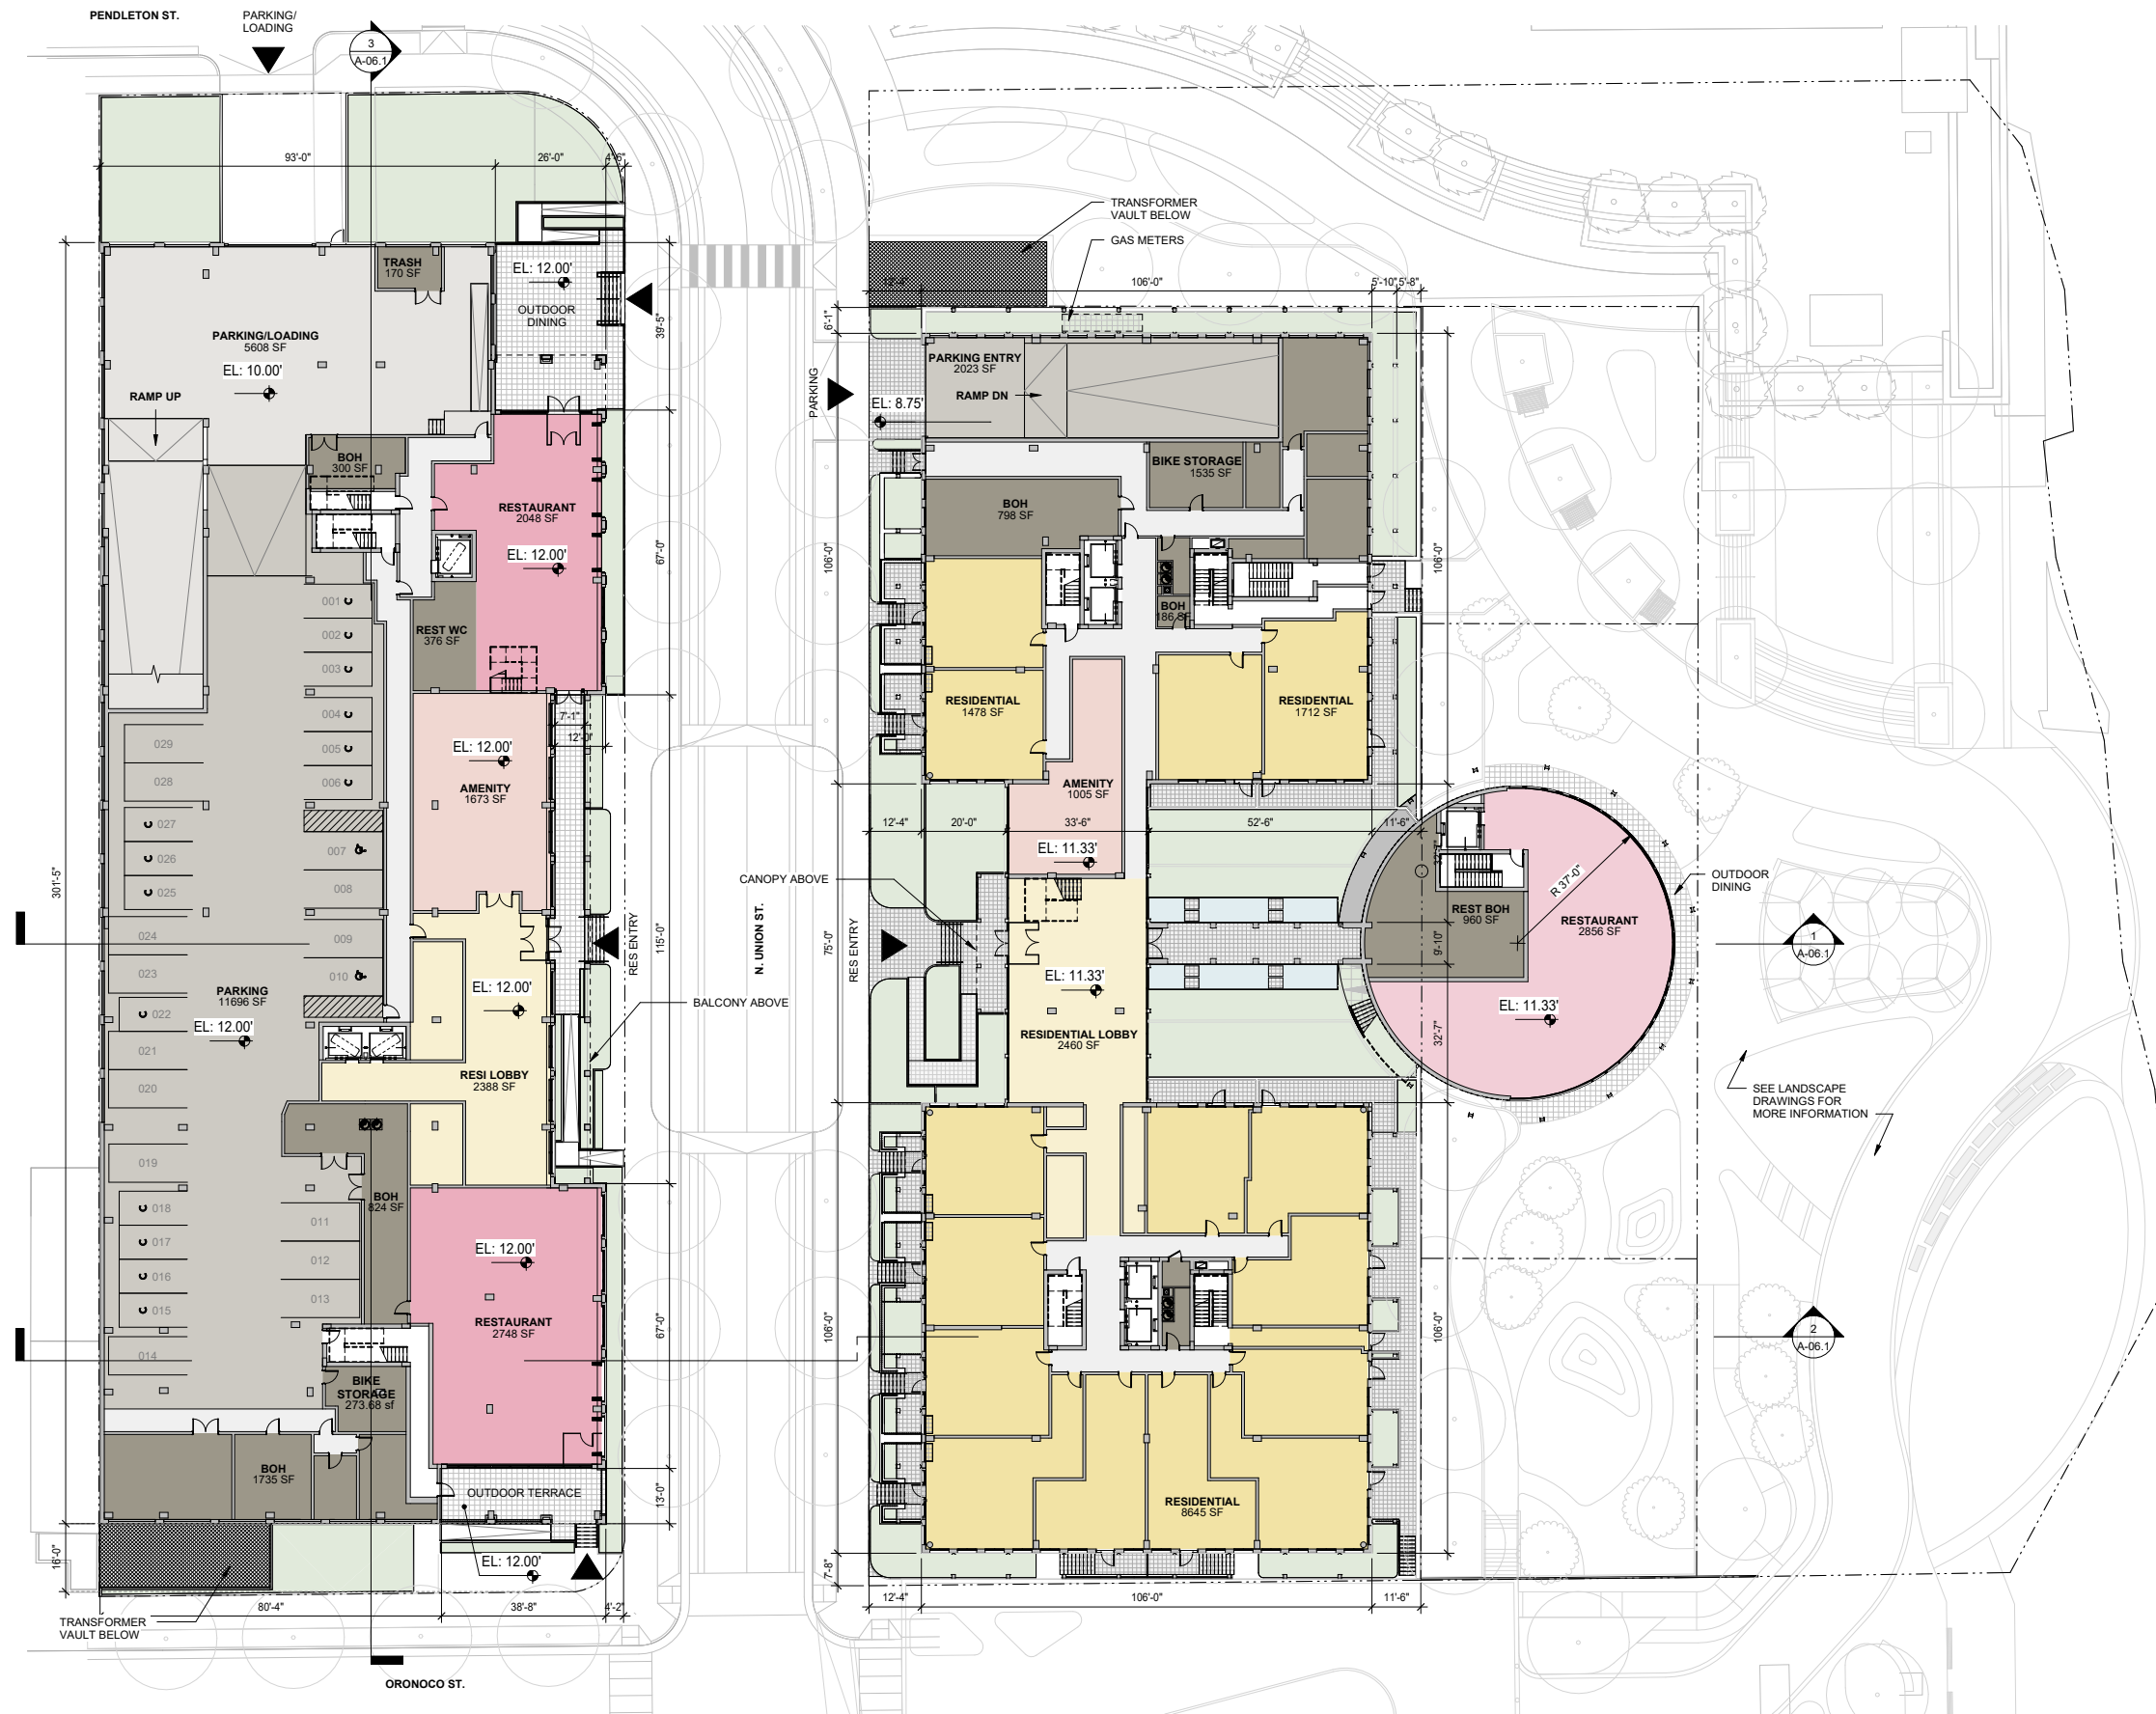 PENDLETON ST.
PARKING/
LOADING
3
A-06.1
93'-0"
26'-0"
4'-6"
TRASH
170 SF
EL: 12.00'
OUTDOOR
DINING
39'-5"
PARKING/LOADING
5608 SF
EL: 10.00'
RAMP UP
BOH
300 SF
RESTAURANT
2048 SF
EL: 12.00'
67'-0"
REST WC
376 SF
001 C
002 C
003 C
004 C
005 C
006 C
007
008
009
010
011
012
013
014
C 015
C 016
C 017
C 018
019
020
021
C 022
023
024
C 025
C 026
C 027
028
029
7'-1"
12'-0"
EL: 12.00'
AMENITY
1673 SF
301'-5"
RES ENTRY
115'-0"
EL: 12.00'
PARKING
11696 SF
EL: 12.00'
BALCONY ABOVE
RESI LOBBY
2388 SF
BOH
824 SF
EL: 12.00'
RESTAURANT
2748 SF
67'-0"
BIKE
STORAGE
273.68 sf
BOH
1735 SF
OUTDOOR TERRACE
13'-0"
EL: 12.00'
16'-0"
80'-4"
38'-8"
4'-2"
TRANSFORMER
VAULT BELOW
ORONOCO ST.
N. UNION ST.
TRANSFORMER
VAULT BELOW
GAS METERS
12'-4"
106'-0"
5'-10"
5'-8"
6'-1"
PARKING ENTRY
2023 SF
RAMP DN
PARKING
EL: 8.75'
BIKE STORAGE
1535 SF
BOH
798 SF
106'-0"
106'-0"
BOH
186 SF
RESIDENTIAL
1478 SF
RESIDENTIAL
1712 SF
AMENITY
1005 SF
12'-4"
20'-0"
33'-6"
52'-6"
11'-6"
EL: 11.33'
CANOPY ABOVE
RES ENTRY
75'-0"
EL: 11.33'
RESIDENTIAL LOBBY
2460 SF
9'-10"
32'-7"
REST BOH
960 SF
R 37'-0"
RESTAURANT
2856 SF
EL: 11.33'
OUTDOOR
DINING
1
A-06.1
SEE LANDSCAPE
DRAWINGS FOR
MORE INFORMATION
2
A-06.1
106'-0"
106'-0"
RESIDENTIAL
8645 SF
7'-8"
12'-4"
106'-0"
11'-6"